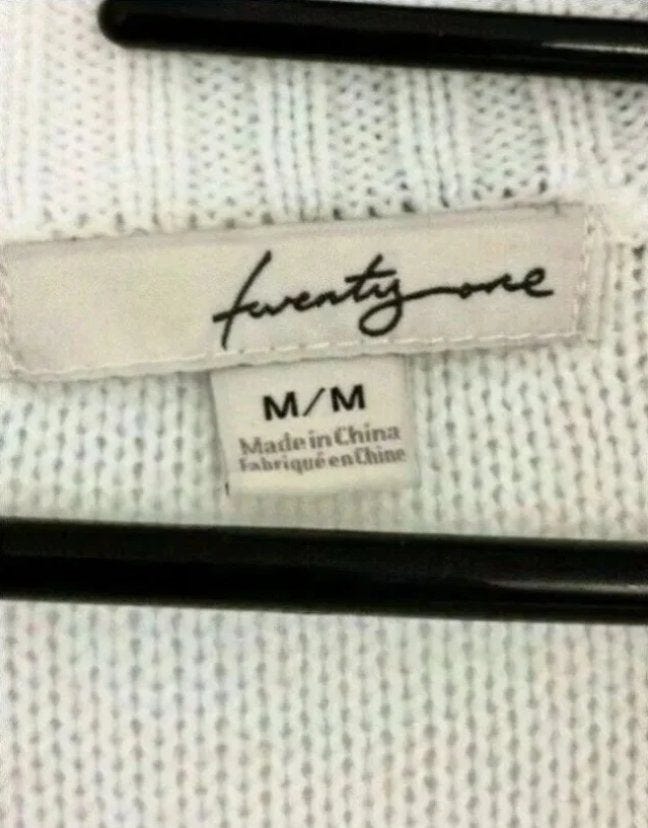 twenty one
M/M
Made in China
Fabriqué en Chine